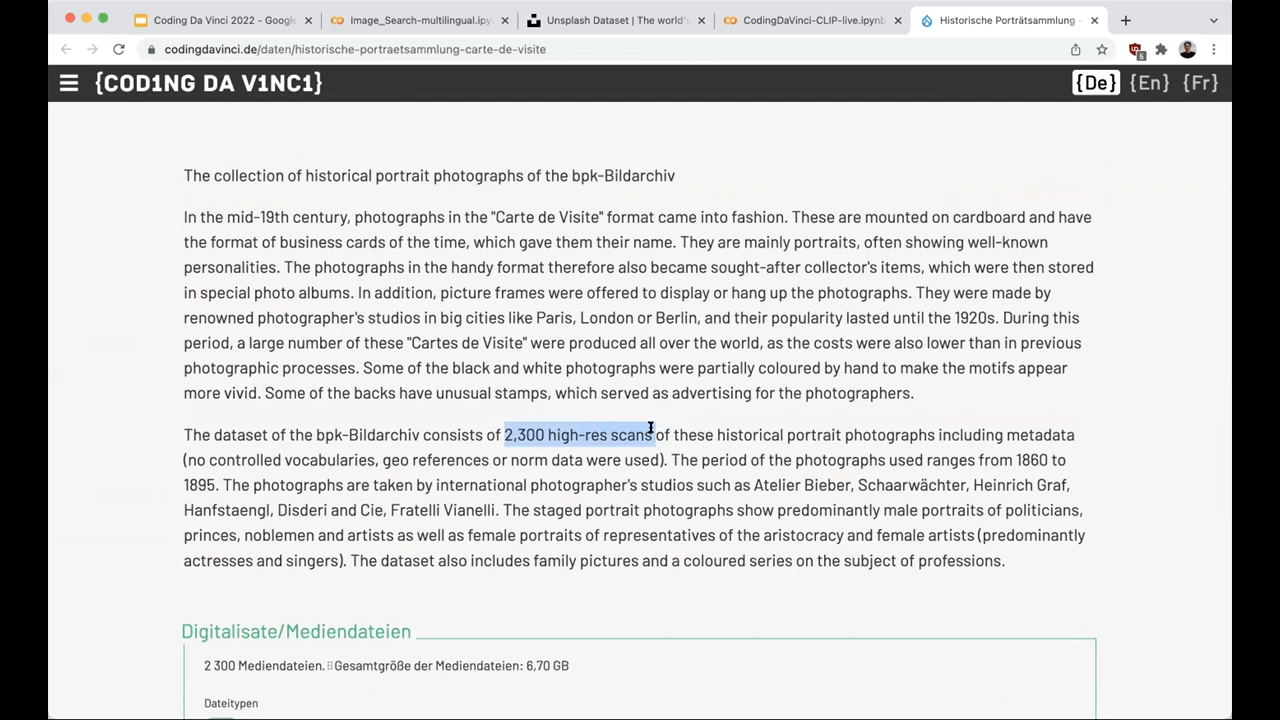 Coding Da Vinci 2022 - Google
Image_Search-multilingual.ipy
Unsplash Dataset | The world's
CodingDaVinci-CLIP-live.ipynb
Historische Porträtsammlung -
codingdavinci.de/daten/historische-portraetsammlung-carte-de-visite
5
{COD1NG DA V1NC1}
{De} {En} {Fr}
The collection of historical portrait photographs of the bpk-Bildarchiv
In the mid-19th century, photographs in the "Carte de Visite" format came into fashion. These are mounted on cardboard and have
the format of business cards of the time, which gave them their name. They are mainly portraits, often showing well-known
personalities. The photographs in the handy format therefore also became sought-after collector's items, which were then stored
in special photo albums. In addition, picture frames were offered to display or hang up the photographs. They were made by
renowned photographer's studios in big cities like Paris, London or Berlin, and their popularity lasted until the 1920s. During this
period, a large number of these "Cartes de Visite" were produced all over the world, as the costs were also lower than in previous
photographic processes. Some of the black and white photographs were partially coloured by hand to make the motifs appear
more vivid. Some of the backs have unusual stamps, which served as advertising for the photographers.
The dataset of the bpk-Bildarchiv consists of 2,300 high-res scans of these historical portrait photographs including metadata
(no controlled vocabularies, geo references or norm data were used). The period of the photographs used ranges from 1860 to
1895. The photographs are taken by international photographer's studios such as Atelier Bieber, Schaarwächter, Heinrich Graf,
Hanfstaengl, Disderi and Cie, Fratelli Vianelli. The staged portrait photographs show predominantly male portraits of politicians,
princes, noblemen and artists as well as female portraits of representatives of the aristocracy and female artists (predominantly
actresses and singers). The dataset also includes family pictures and a coloured series on the subject of professions.
Digitalisate/Mediendateien
2 300 Mediendateien. Gesamtgröße der Mediendateien: 6,70 GB
Dateitypen